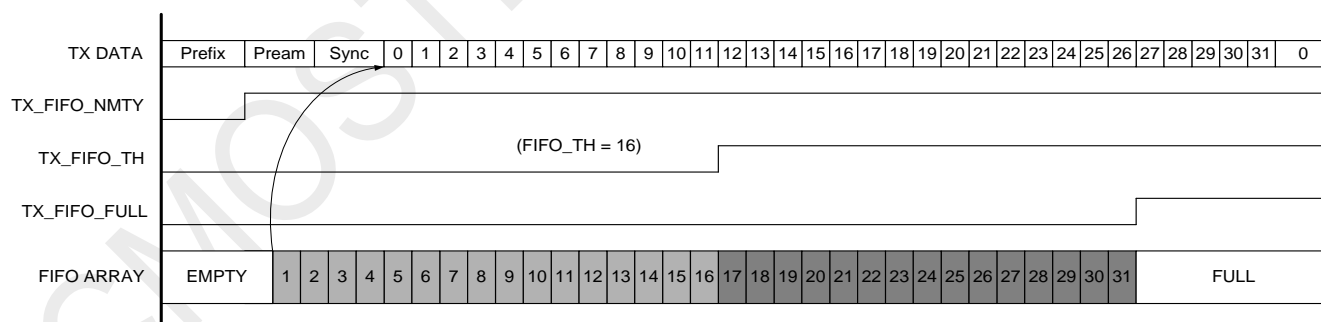 TX DATA Prefix Pream Sync 0 1 2 3 4 5 6 7 8 9 10 11 12 13 14 15 16 17 18 19 20 21 22 23 24 25 26 27 28 29 30 31 0
TX_FIFO_NMTY
TX_FIFO_TH (FIFO_TH = 16)
TX_FIFO_FULL
FIFO ARRAY EMPTY 1 2 3 4 5 6 7 8 9 10 11 12 13 14 15 16 17 18 19 20 21 22 23 24 25 26 27 28 29 30 31 FULL